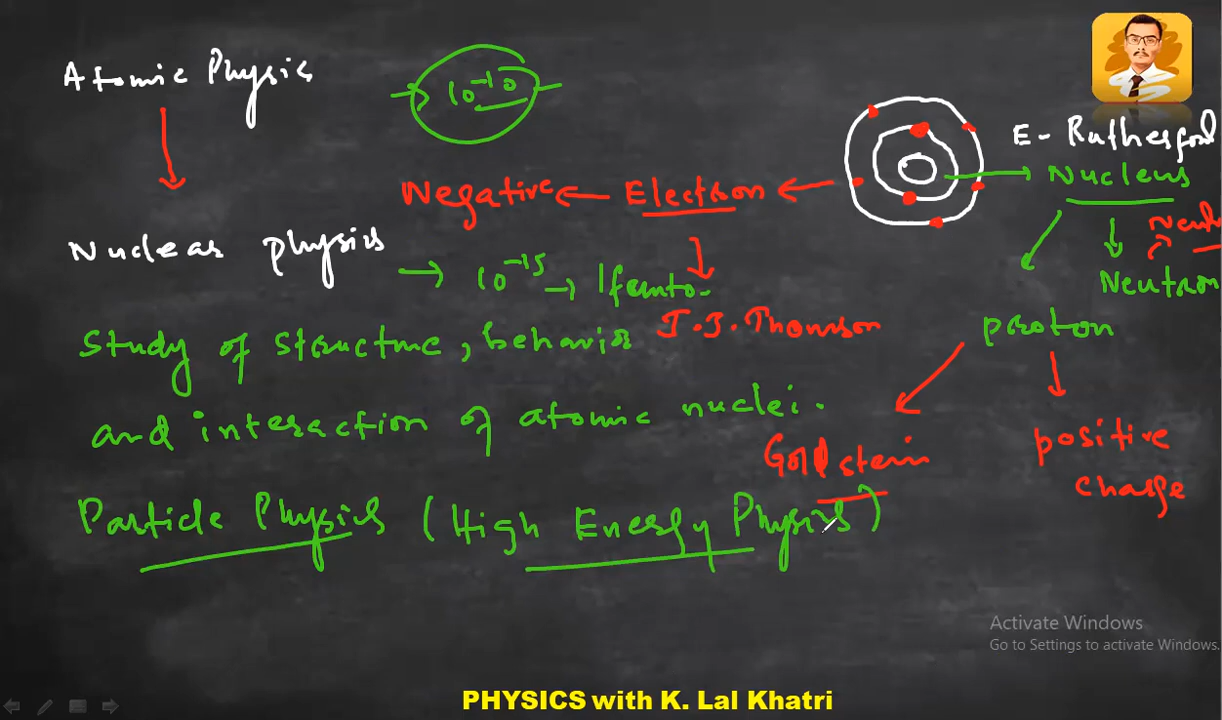 Atomic Physics
10⁻¹⁰
E- Rutherford
Nucleus
Negative ← Electron
Neutron
Nuclear physics
→ 10⁻¹⁵ → 1 femto-
J.J. Thomson
proton
Study of structure, behavior
and interaction of atomic nuclei.
Goldstein
positive
charge
Particle Physics (High Energy Physics)
Activate Windows
Go to Settings to activate Windows.
PHYSICS with K. Lal Khatri